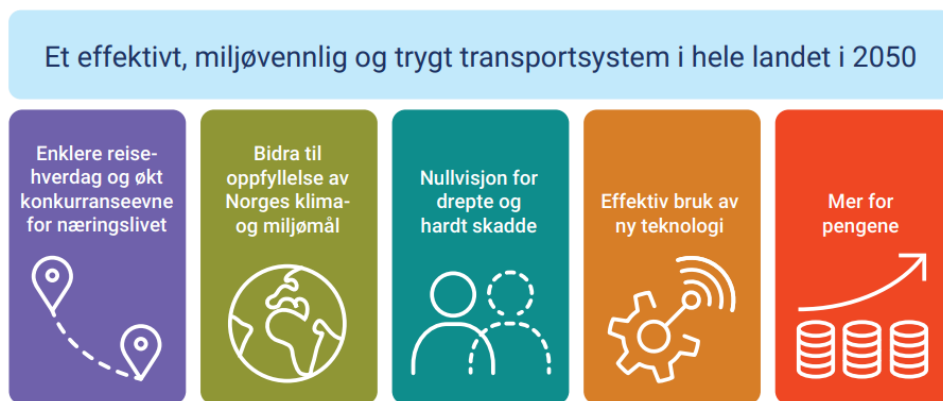 Et effektivt, miljøvennlig og trygt transportsystem i hele landet i 2050
Enklere reise-
hverdag og økt
konkurranseevne
for næringslivet
Bidra til
oppfyllelse av
Norges klima-
og miljømål
Nullvisjon for
drepte og
hardt skadde
Effektiv bruk av
ny teknologi
Mer for
pengene